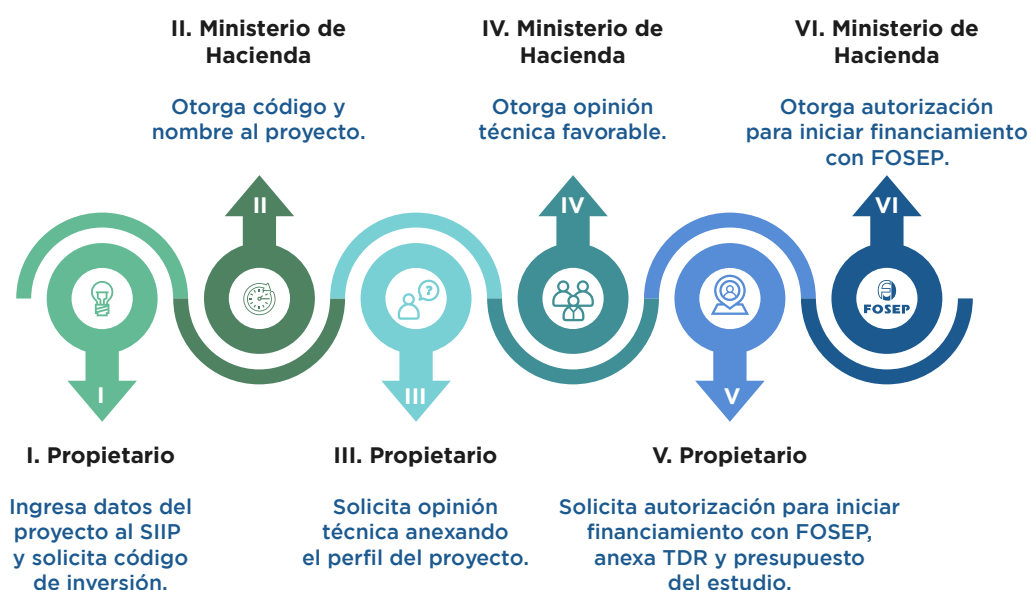 II. Ministerio de
Hacienda
Otorga código y
nombre al proyecto.
IV. Ministerio de
Hacienda
Otorga opinión
técnica favorable.
VI. Ministerio de
Hacienda
Otorga autorización
para iniciar financiamiento
con FOSEP.
II
IV
VI
?
FOSEP
I
III
V
I. Propietario
Ingresa datos del
proyecto al SIIP
y solicita código
de inversión.
III. Propietario
Solicita opinión
técnica anexando
el perfil del proyecto.
V. Propietario
Solicita autorización para iniciar
financiamiento con FOSEP,
anexa TDR y presupuesto
del estudio.